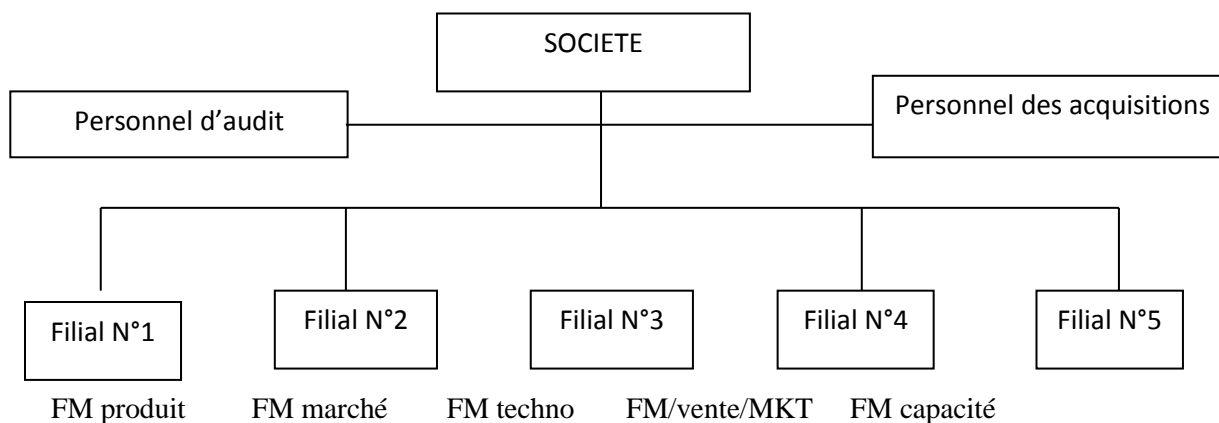 SOCIETE
Personnel d'audit
Personnel des acquisitions
Filial N°1
Filial N°2
Filial N°3
Filial N°4
Filial N°5
FM produit FM marché FM techno FM/vente/MKT FM capacité